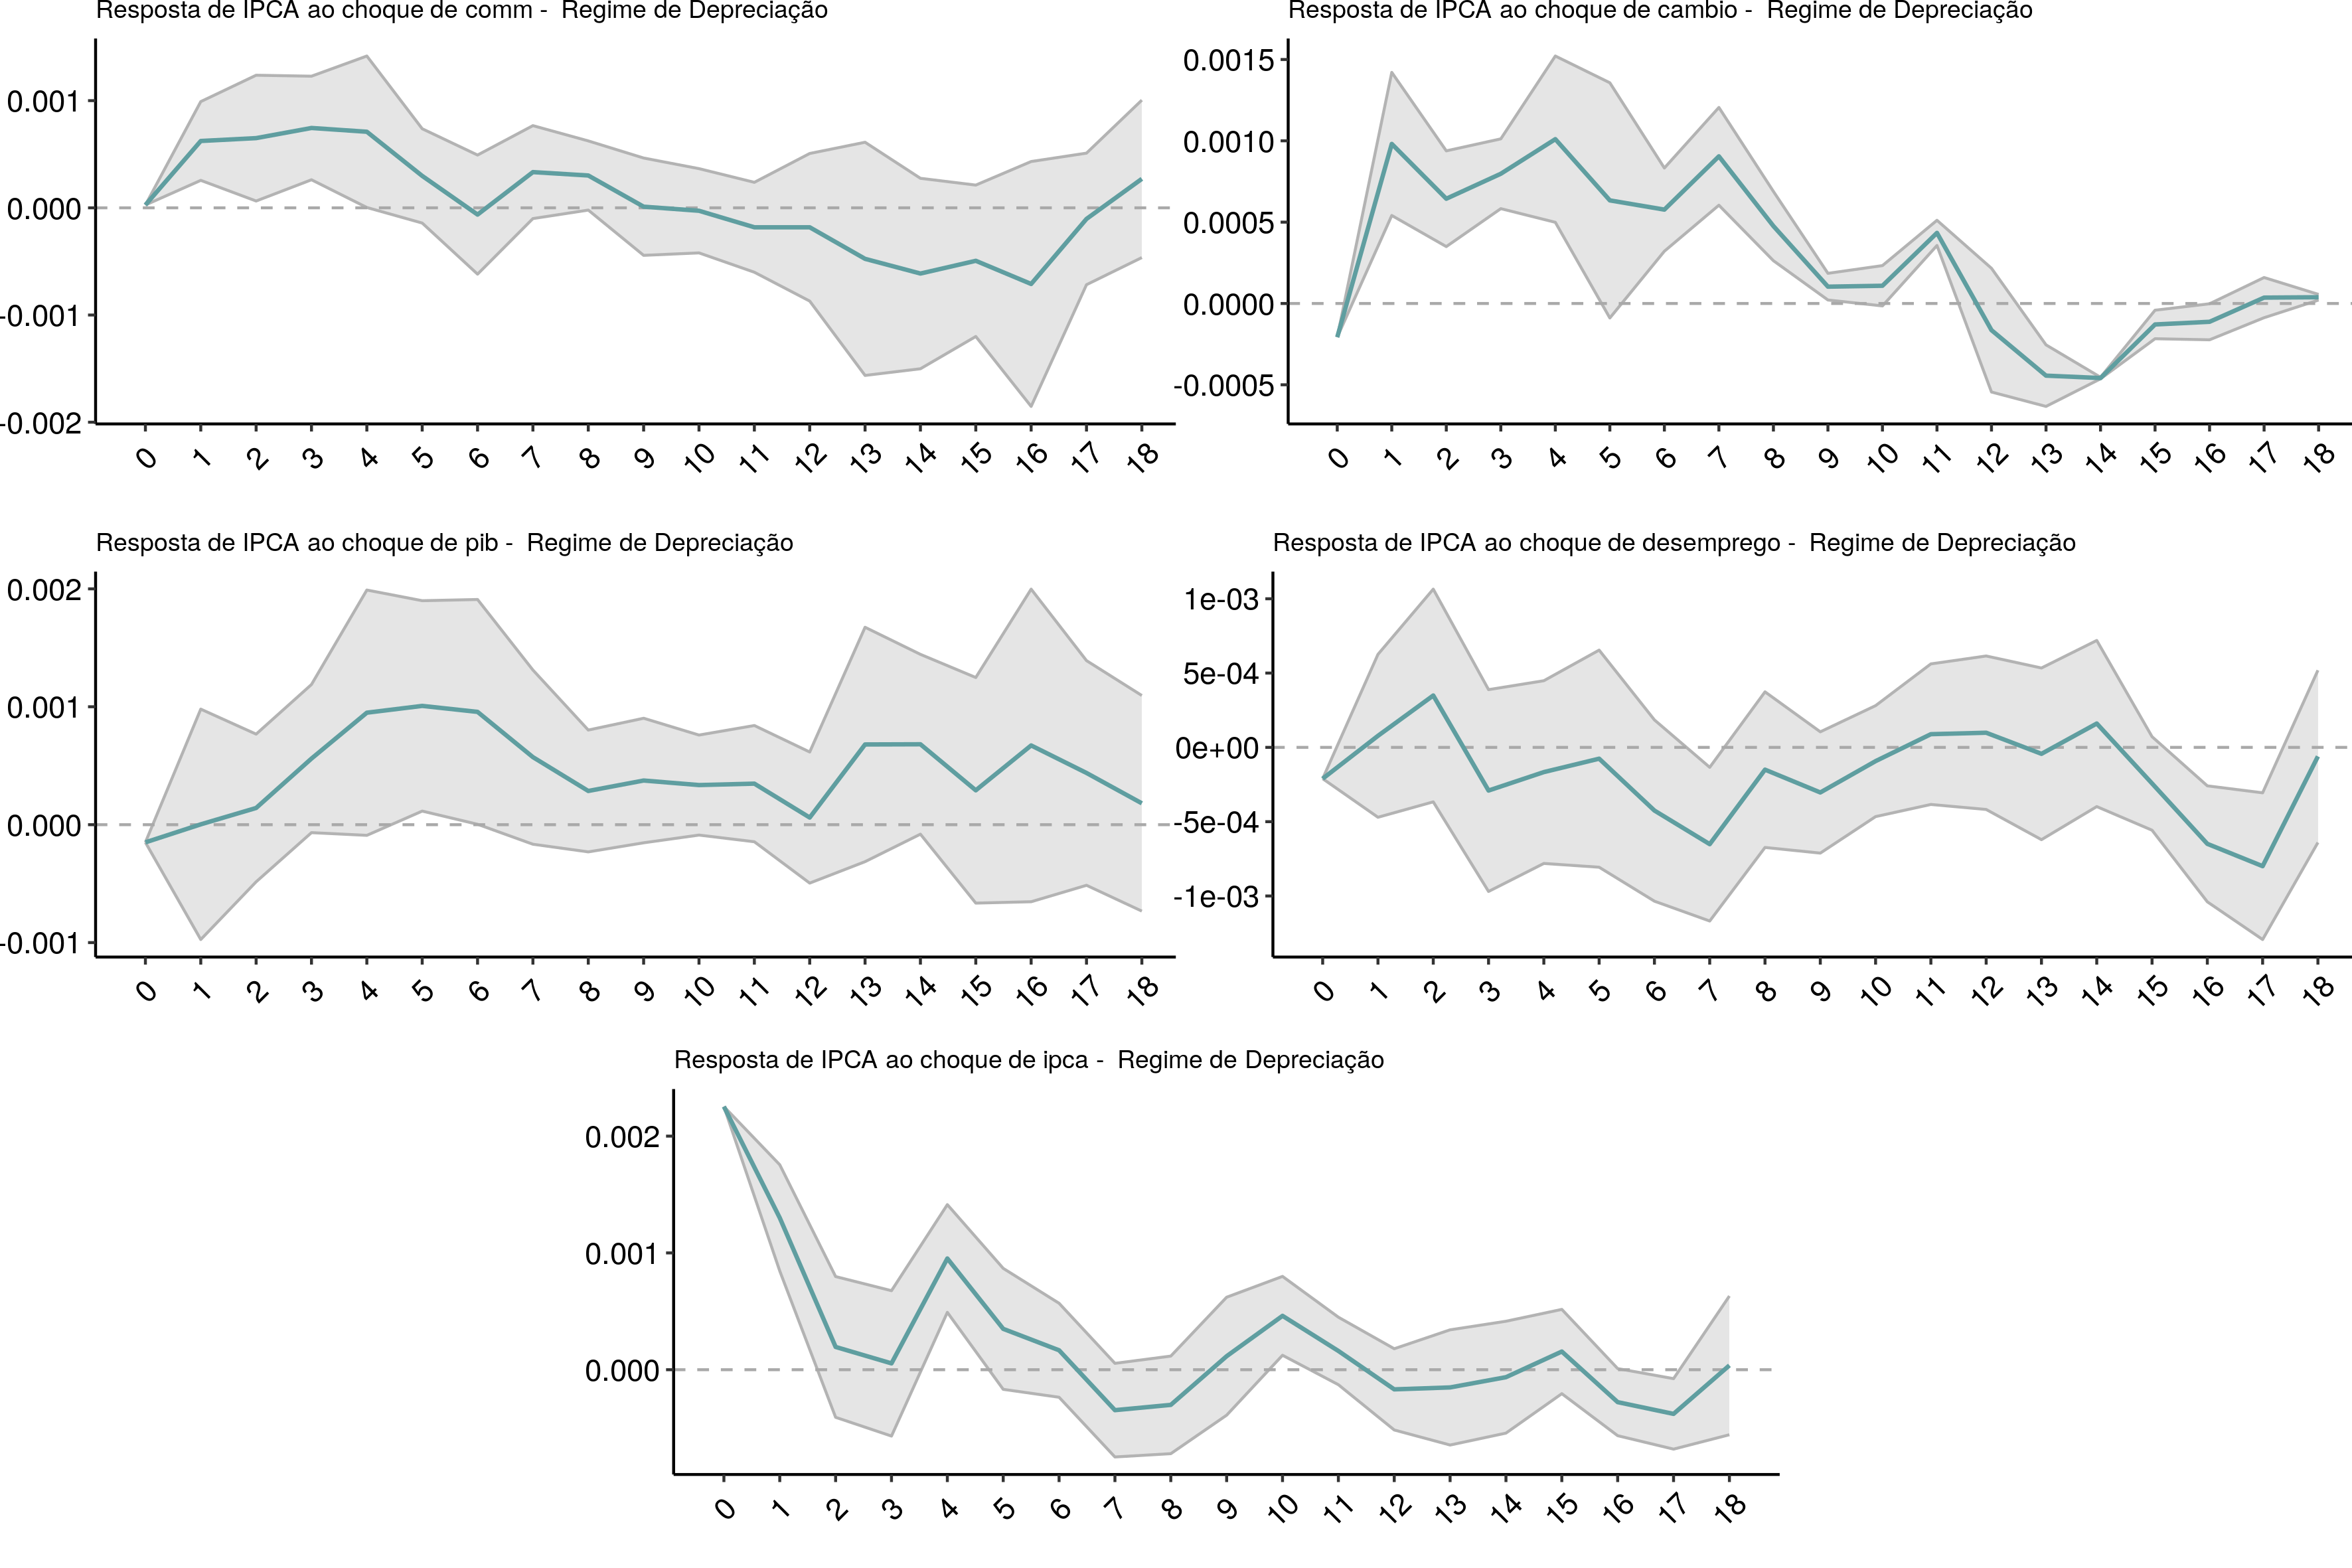 Resposta de IPCA ao choque de comm -  Regime de Depreciação
0.001
0.000
-0.001
-0.002
0 1 2 3 4 5 6 7 8 9 10 11 12 13 14 15 16 17 18
Resposta de IPCA ao choque de cambio -  Regime de Depreciação
0.0015
0.0010
0.0005
0.0000
-0.0005
0 1 2 3 4 5 6 7 8 9 10 11 12 13 14 15 16 17 18
Resposta de IPCA ao choque de pib -  Regime de Depreciação
0.002
0.001
0.000
-0.001
0 1 2 3 4 5 6 7 8 9 10 11 12 13 14 15 16 17 18
Resposta de IPCA ao choque de desemprego -  Regime de Depreciação
1e-03
5e-04
0e+00
-5e-04
-1e-03
0 1 2 3 4 5 6 7 8 9 10 11 12 13 14 15 16 17 18
Resposta de IPCA ao choque de ipca -  Regime de Depreciação
0.002
0.001
0.000
0 1 2 3 4 5 6 7 8 9 10 11 12 13 14 15 16 17 18